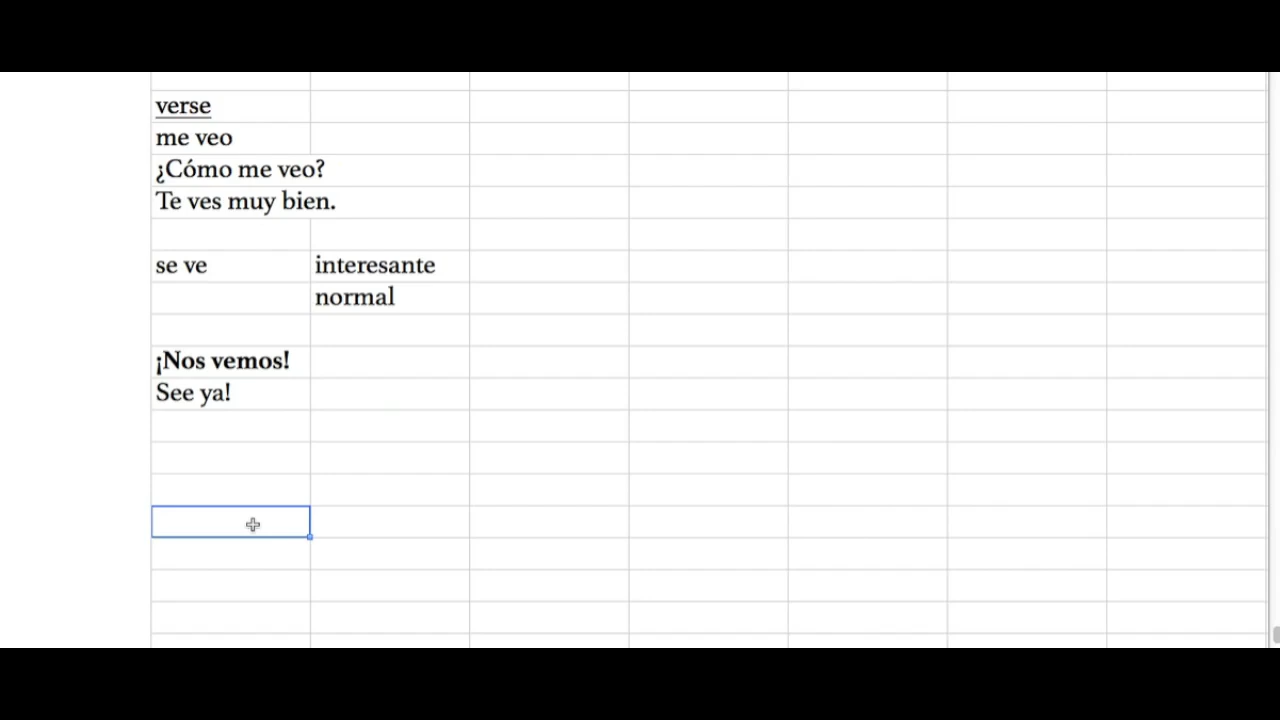 verse
me veo
¿Cómo me veo?
Te ves muy bien.
se ve interesante
normal
¡Nos vemos!
See ya!